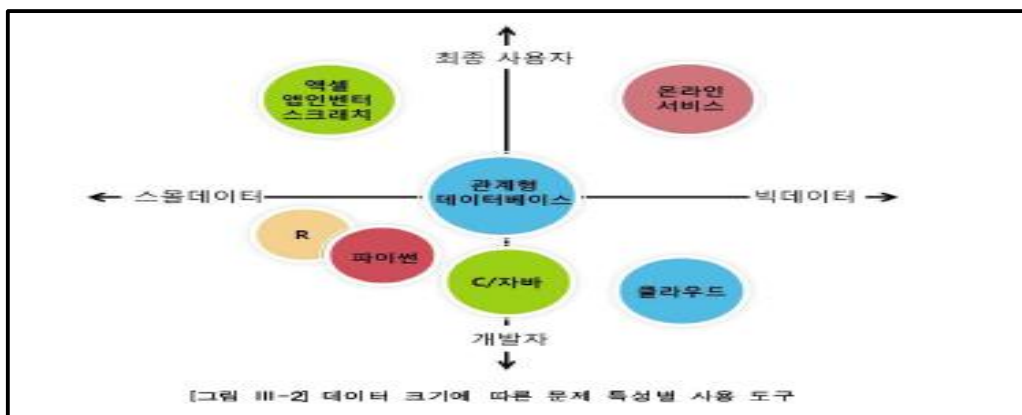 최종 사용자
엑셀
앱인벤터
스크래치
온라인
서비스
관계형
데이터베이스
스몰데이터
빅데이터
R
파이썬
C/자바
클라우드
개발자
[그림 III-2] 데이터 크기에 따른 문제 특성별 사용 도구